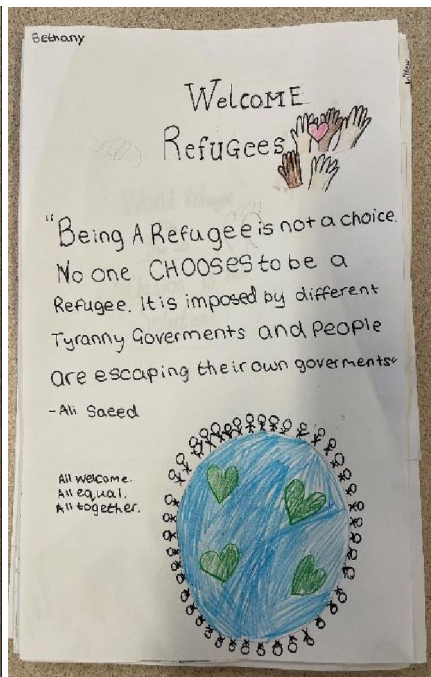 Bethany
Welcome
Refugees
"Being A Refugee is not a choice.
No one CHOOSES to be a
Refugee. It is imposed by different
Tyranny Goverments and People
are escaping their own goverments"
-Ali Saeed
All welcome.
All equal.
All together.